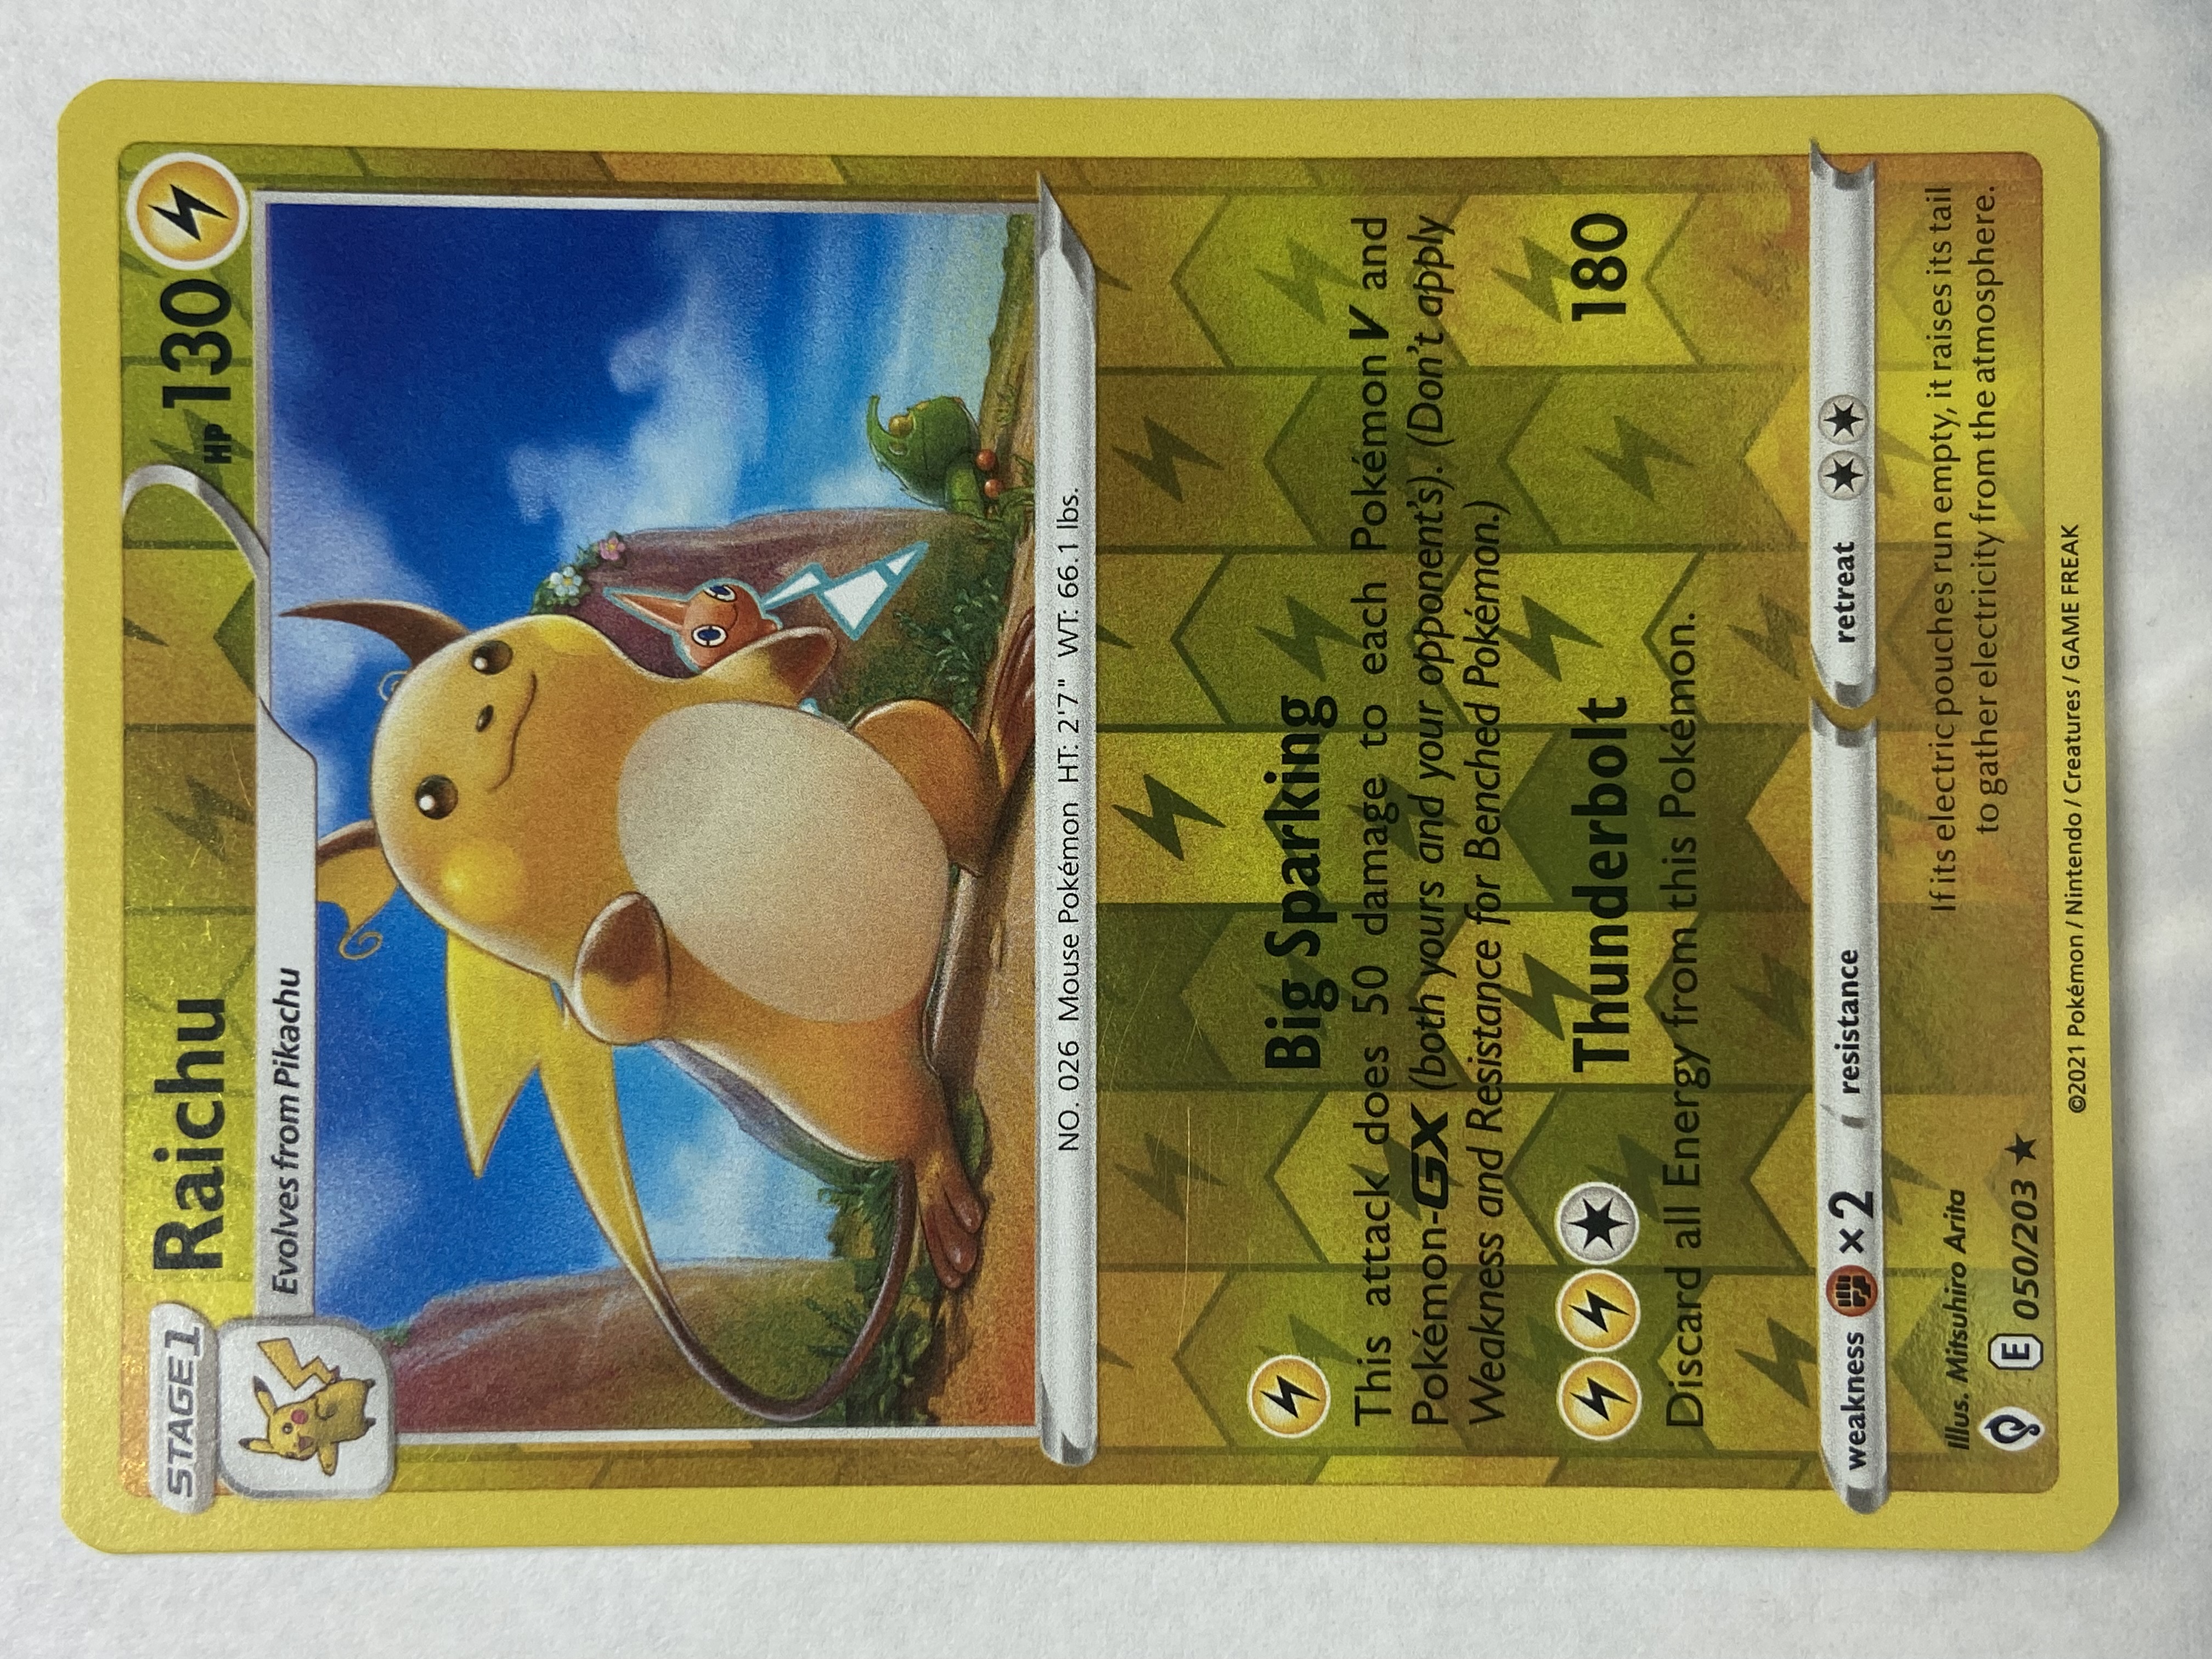 STAGE 1 Raichu HP 130
Evolves from Pikachu
NO. 026 Mouse Pokémon HT: 2'7" WT: 66.1 lbs.
Big Sparking
This attack does 50 damage to each Pokémon V and
Pokémon-GX (both yours and your opponent's). (Don't apply
Weakness and Resistance for Benched Pokémon.)
Thunderbolt 180
Discard all Energy from this Pokémon.
weakness ×2 resistance retreat
If its electric pouches run empty, it raises its tail
to gather electricity from the atmosphere.
Illus. Mitsuhiro Arita
E 050/203 ★
©2021 Pokémon / Nintendo / Creatures / GAME FREAK